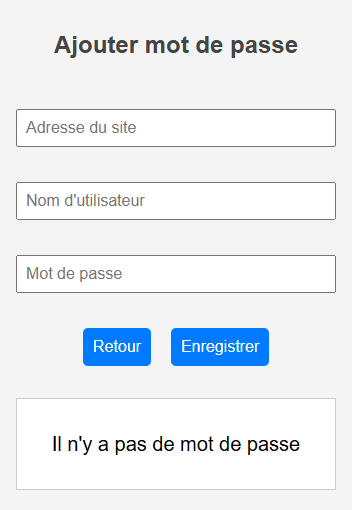 Ajouter mot de passe
Adresse du site
Nom d'utilisateur
Mot de passe
Retour Enregistrer
Il n'y a pas de mot de passe